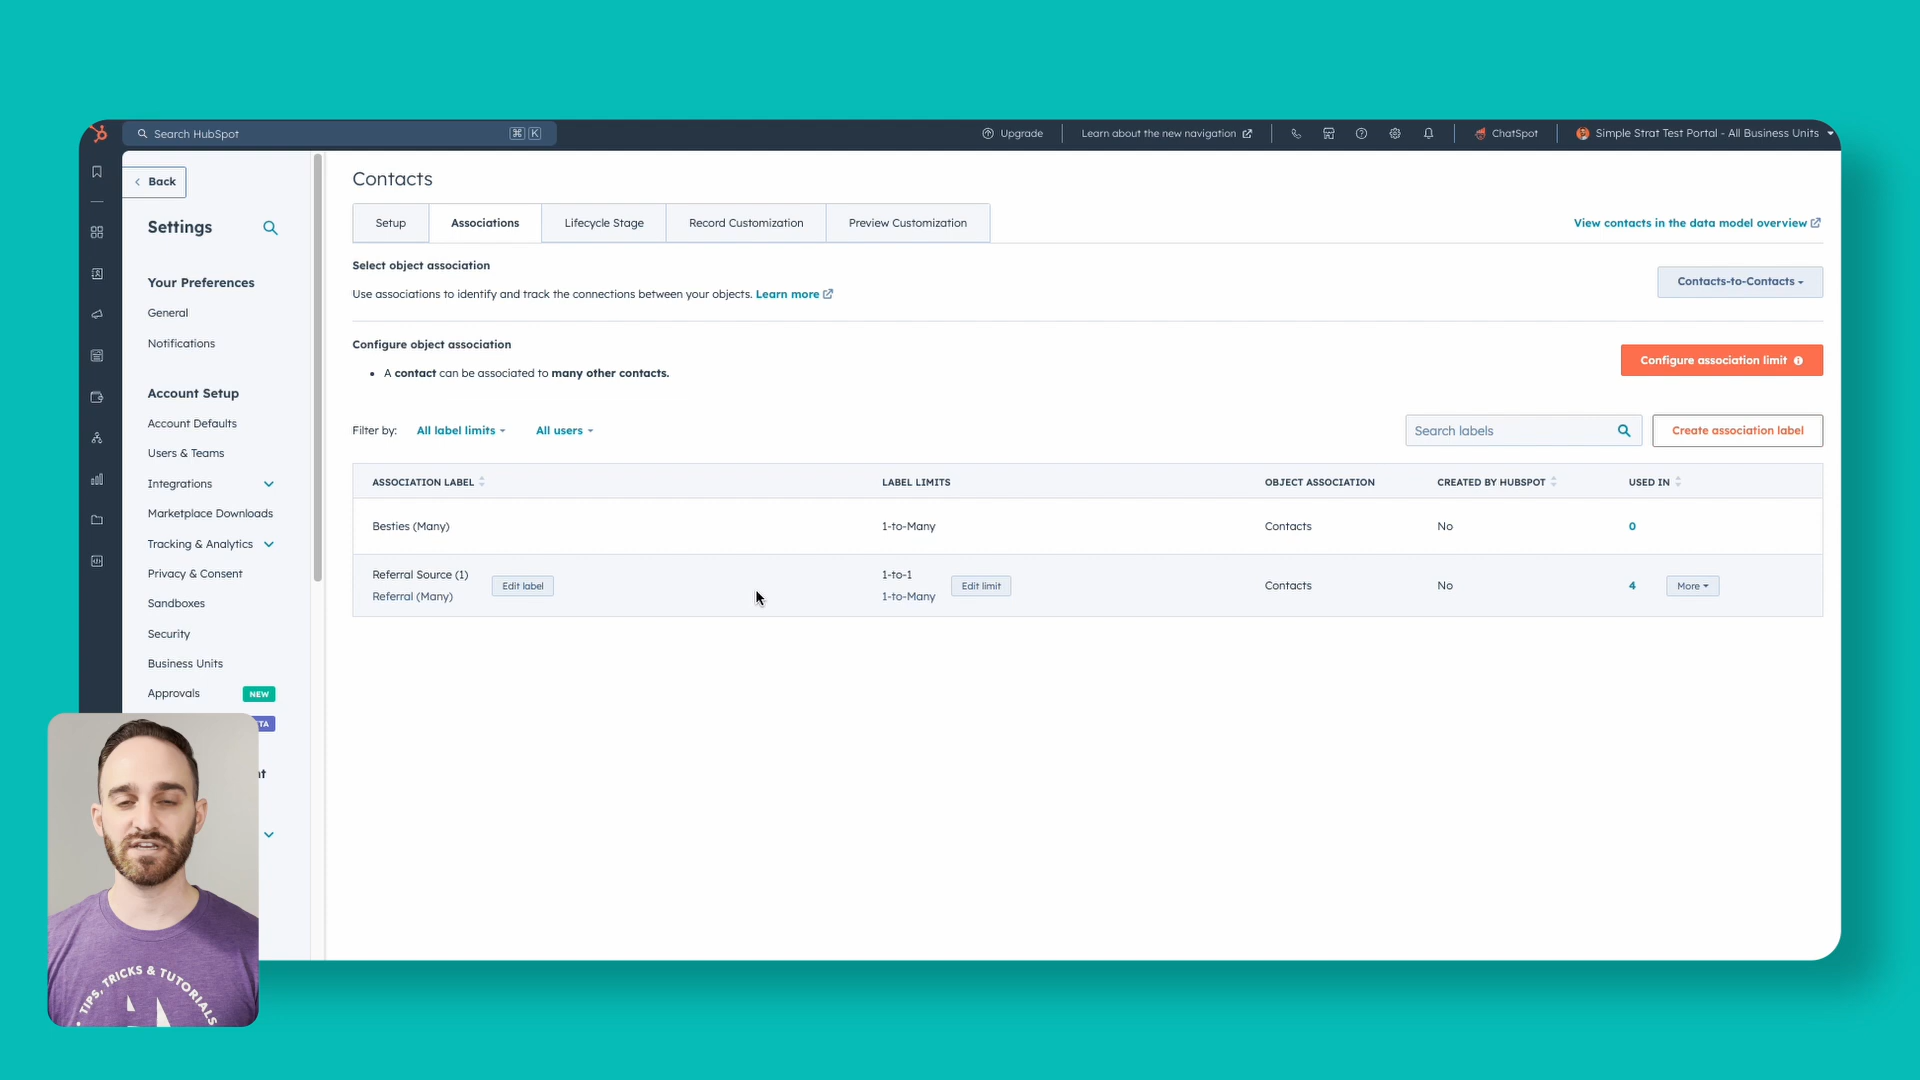 Search HubSpot
⌘ K
Upgrade
Learn about the new navigation
ChatSpot
Simple Strat Test Portal - All Business Units
Back
Settings
Your Preferences
General
Notifications
Account Setup
Account Defaults
Users & Teams
Integrations
Marketplace Downloads
Tracking & Analytics
Privacy & Consent
Sandboxes
Security
Business Units
Approvals NEW
TA
nt
Contacts
Setup
Associations
Lifecycle Stage
Record Customization
Preview Customization
View contacts in the data model overview
Select object association
Use associations to identify and track the connections between your objects. Learn more
Contacts-to-Contacts
Configure object association
• A contact can be associated to many other contacts.
Configure association limit
Filter by: All label limits All users
Search labels
Create association label
ASSOCIATION LABEL LABEL LIMITS OBJECT ASSOCIATION CREATED BY HUBSPOT USED IN
Besties (Many) 1-to-Many Contacts No 0
Referral Source (1) 1-to-1
Edit label Edit limit Contacts No 4 More
Referral (Many) 1-to-Many
• TIPS, TRICKS & TUTORIALS •